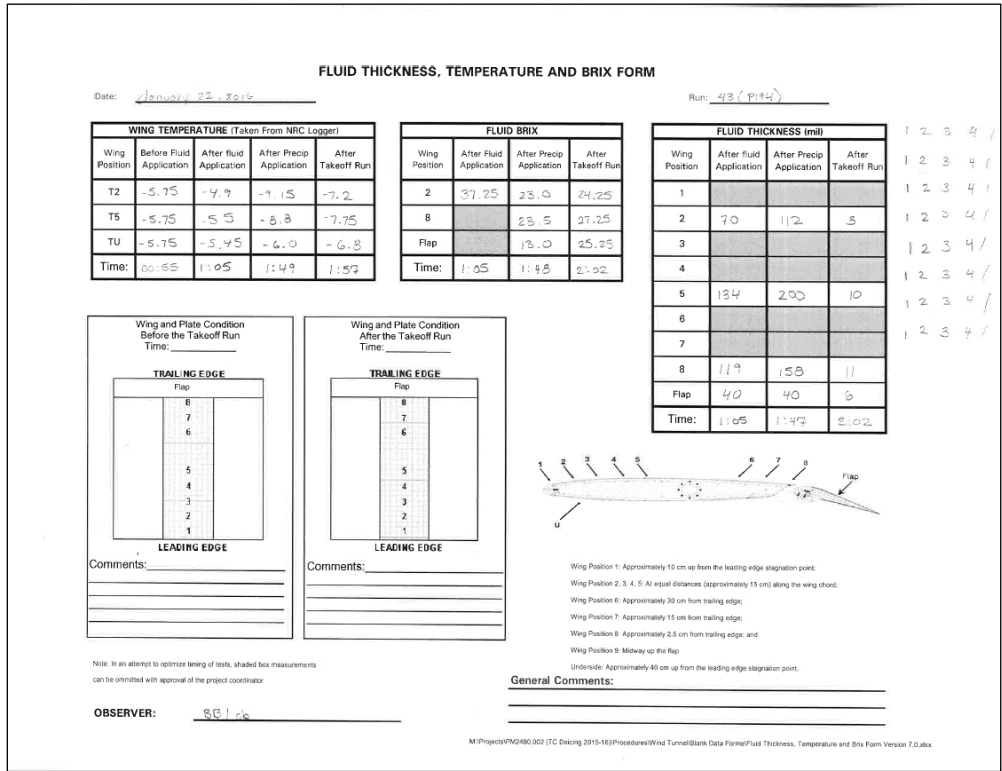 FLUID THICKNESS, TEMPERATURE AND BRIX FORM
Date: January 22, 2016
Run: 43 (P194)
WING TEMPERATURE (Taken From NRC Logger)
Wing Position Before Fluid Application After fluid Application After Precip Application After Takeoff Run
T2 -5.75 -4.9 -9.15 -7.2
T5 -5.75 -5.5 -8.8 -7.75
TU -5.75 -5.45 -6.0 -6.8
Time: 00:55 1:05 1:49 1:57
FLUID BRIX
Wing Position After Fluid Application After Precip Application After Takeoff Run
2 37.25 23.0 24.25
8 23.5 27.25
Flap 13.0 25.25
Time: 1:05 1:48 2:02
FLUID THICKNESS (mil)
Wing Position After fluid Application After Precip Application After Takeoff Run
1
2 70 112 3
3
4
5 134 200 10
6
7
8 119 158 11
Flap 40 40 6
Time: 1:05 1:47 2:02
1 2 3 4 /
1 2 3 4 /
1 2 3 4 /
1 2 3 4 /
1 2 3 4 /
1 2 3 4 /
1 2 3 4 /
1 2 3 4 /
Wing and Plate Condition
Before the Takeoff Run
Time:
TRAILING EDGE
Flap
8
7
6
5
4
3
2
1
LEADING EDGE
Comments:
Wing and Plate Condition
After the Takeoff Run
Time:
TRAILING EDGE
Flap
8
7
6
5
4
3
2
1
LEADING EDGE
Comments:
1 2 3 4 5 6 7 8 Flap
U
Wing Position 1: Approximately 10 cm up from the leading edge stagnation point;
Wing Position 2, 3, 4, 5: At equal distances (approximately 15 cm) along the wing chord;
Wing Position 6: Approximately 30 cm from trailing edge;
Wing Position 7: Approximately 15 cm from trailing edge;
Wing Position 8: Approximately 2.5 cm from trailing edge; and
Wing Position 9: Midway up the flap
Underside: Approximately 40 cm up from the leading edge stagnation point.
Note: In an attempt to optimize timing of tests, shaded box measurements
can be ommitted with approval of the project coordinator
General Comments:
OBSERVER: BB/cb
M:\Projects\PM2480.002 (TC Deicing 2015-16)\Procedures\Wind Tunnel\Blank Data Forms\Fluid Thickness, Temperature and Brix Form Version 7.0.xlsx